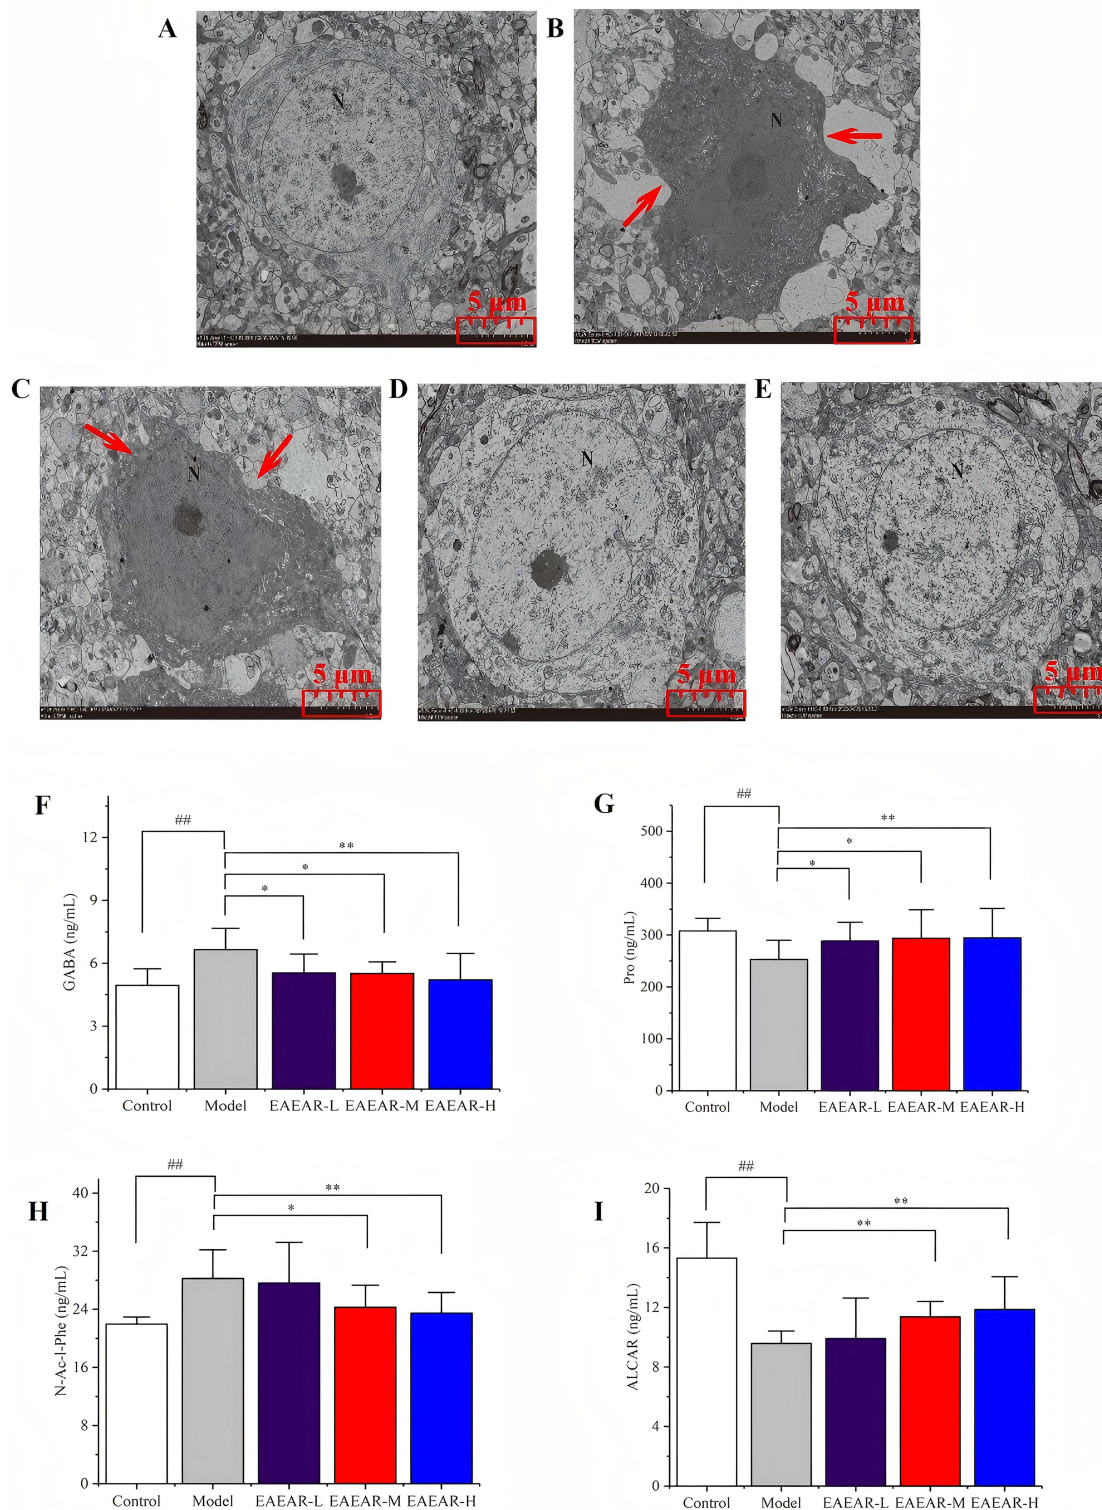 A
B
N
N
5 μm
5 μm
C
D
E
N
N
N
5 μm
5 μm
5 μm
F
##
**
*
*
GABA (ng/mL)
12
9
6
3
0
Control Model EAEAR-L EAEAR-M EAEAR-H
G
##
**
*
*
Pro (ng/mL)
500
400
300
200
100
0
Control Model EAEAR-L EAEAR-M EAEAR-H
H
##
**
*
N-Ac-l-Phe (ng/mL)
40
32
24
16
8
0
Control Model EAEAR-L EAEAR-M EAEAR-H
I
##
**
**
ALCAR (ng/mL)
20
16
12
8
4
0
Control Model EAEAR-L EAEAR-M EAEAR-H